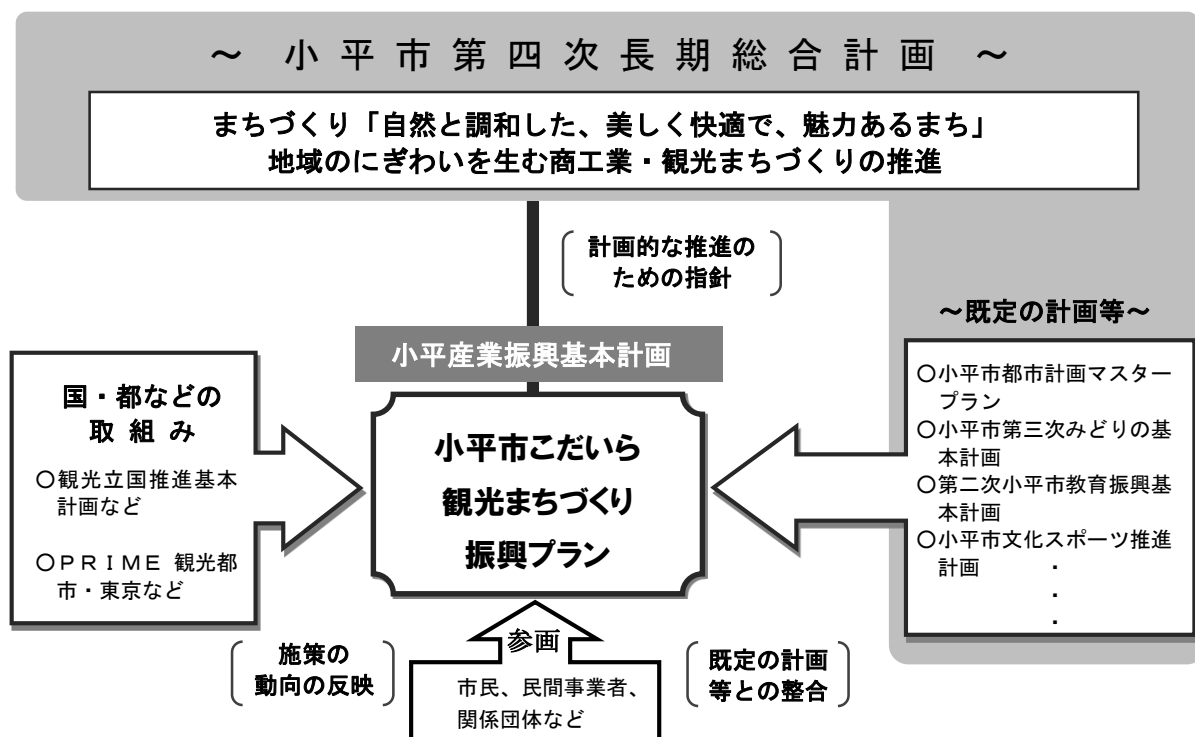 ～ 小平市第四次長期総合計画 ～
まちづくり「自然と調和した、美しく快適で、魅力あるまち」
地域のにぎわいを生む商工業・観光まちづくりの推進
計画的な推進の
ための指針
小平産業振興基本計画
国・都などの
取組み
○観光立国推進基本
計画など
○ＰＲＩＭＥ 観光都
市・東京など
小平市こだいら
観光まちづくり
振興プラン
～既定の計画等～
○小平市都市計画マスター
プラン
○小平市第三次みどりの基
本計画
○第二次小平市教育振興基
本計画
○小平市文化スポーツ推進
計画
・
・
・
施策の
動向の反映
参画
市民、民間事業者、
関係団体など
既定の計画
等との整合